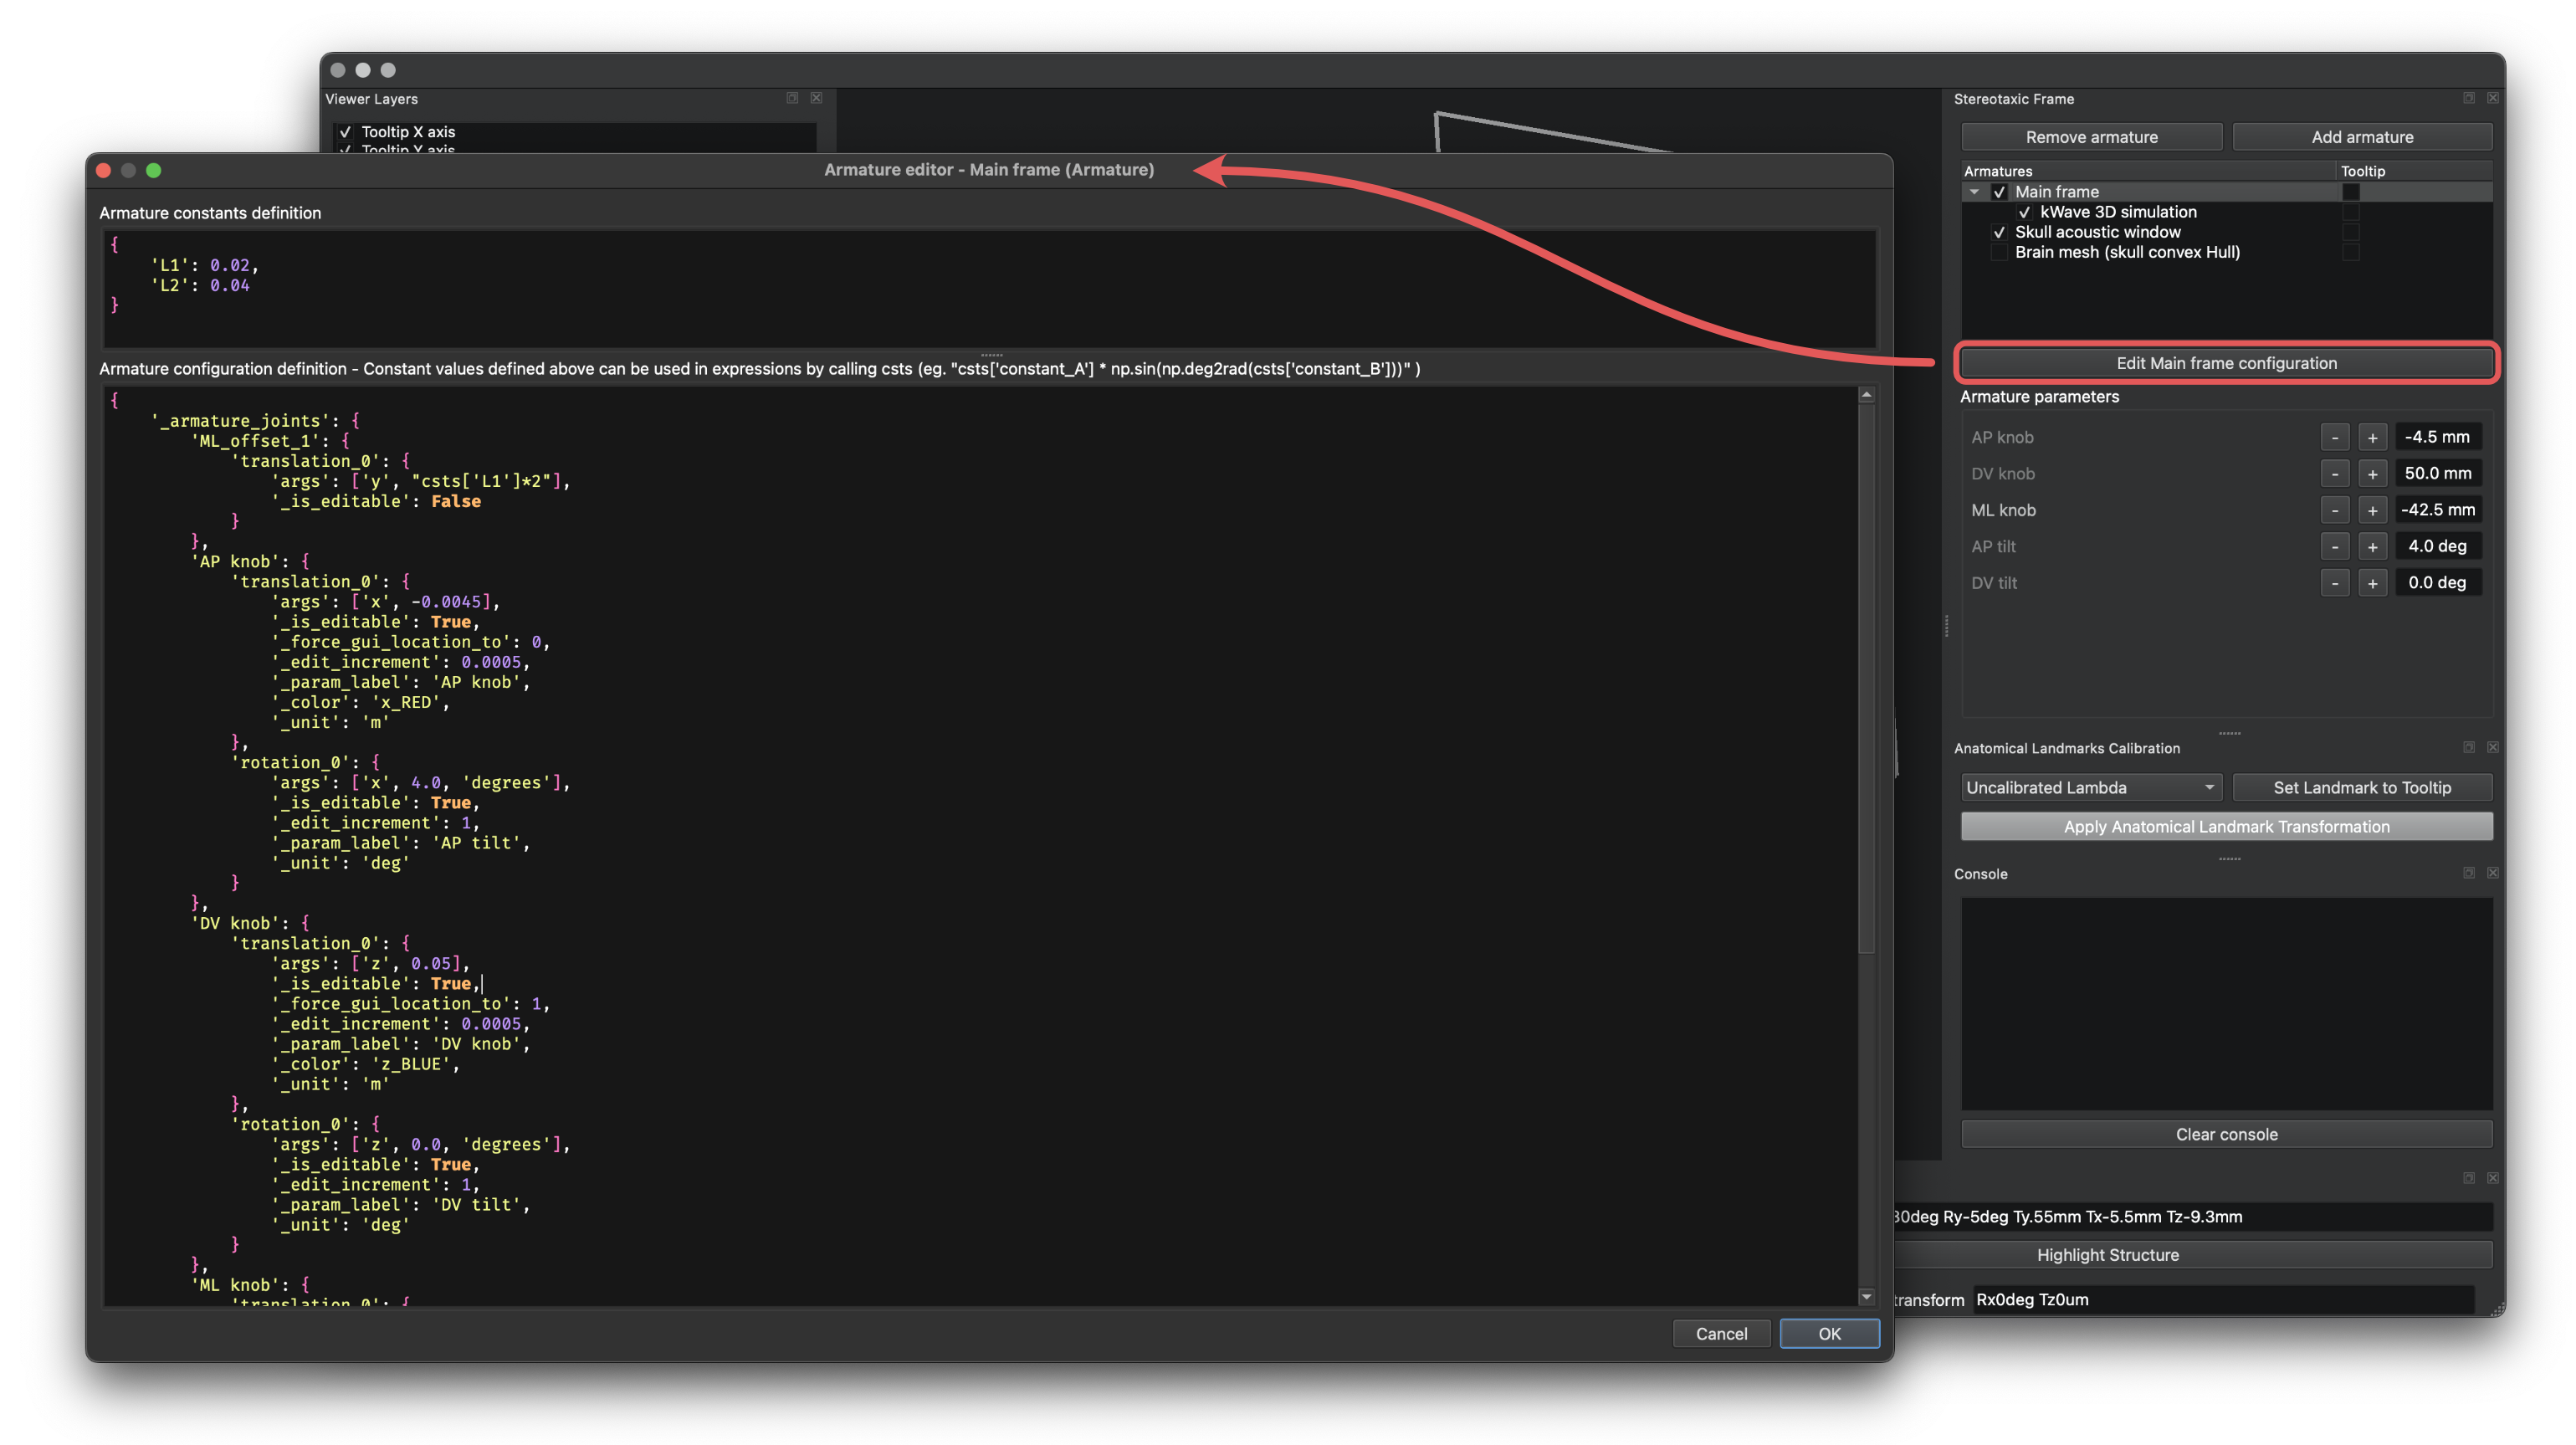 Viewer Layers
Tooltip X axis
Tooltip Y axis
Armature editor - Main frame (Armature)
Armature constants definition
{
    'L1': 0.02,
    'L2': 0.04
}
Armature configuration definition - Constant values defined above can be used in expressions by calling csts (eg. "csts['constant_A'] * np.sin(np.deg2rad(csts['constant_B']))" )
{
    '_armature_joints': {
        'ML_offset_1': {
            'translation_0': {
                'args': ['y', "csts['L1']*2"],
                '_is_editable': False
            }
        },
        'AP knob': {
            'translation_0': {
                'args': ['x', -0.0045],
                '_is_editable': True,
                '_force_gui_location_to': 0,
                '_edit_increment': 0.0005,
                '_param_label': 'AP knob',
                '_color': 'x_RED',
                '_unit': 'm'
            },
            'rotation_0': {
                'args': ['x', 4.0, 'degrees'],
                '_is_editable': True,
                '_edit_increment': 1,
                '_param_label': 'AP tilt',
                '_unit': 'deg'
            }
        },
        'DV knob': {
            'translation_0': {
                'args': ['z', 0.05],
                '_is_editable': True,
                '_force_gui_location_to': 1,
                '_edit_increment': 0.0005,
                '_param_label': 'DV knob',
                '_color': 'z_BLUE',
                '_unit': 'm'
            },
            'rotation_0': {
                'args': ['z', 0.0, 'degrees'],
                '_is_editable': True,
                '_edit_increment': 1,
                '_param_label': 'DV tilt',
                '_unit': 'deg'
            }
        },
        'ML knob': {
            'translation_0': {
Cancel
OK
Stereotaxic Frame
Remove armature
Add armature
Armatures
Tooltip
Main frame
kWave 3D simulation
Skull acoustic window
Brain mesh (skull convex Hull)
Edit Main frame configuration
Armature parameters
AP knob - + -4.5 mm
DV knob - + 50.0 mm
ML knob - + -42.5 mm
AP tilt - + 4.0 deg
DV tilt - + 0.0 deg
Anatomical Landmarks Calibration
Uncalibrated Lambda
Set Landmark to Tooltip
Apply Anatomical Landmark Transformation
Console
Clear console
Ry-5deg Ty.55mm Tx-5.5mm Tz-9.3mm
Highlight Structure
Rx0deg Tz0um